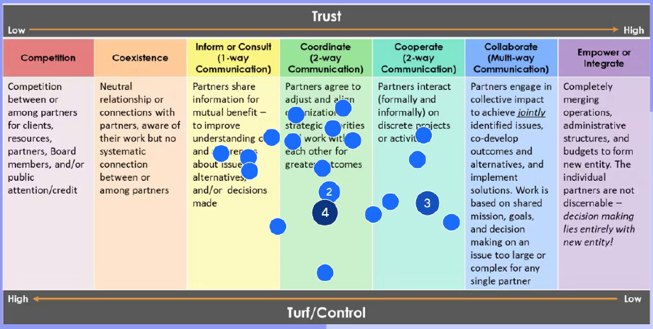 Trust
Low
High
Competition
Coexistence
Inform or Consult
(1-way
Communication)
Coordinate
(2-way
Communication)
Cooperate
(2-way
Communication)
Collaborate
(Multi-way
Communication)
Empower or
Integrate
Competition
between or
among partners
for clients,
resources,
partners, Board
members, and/or
public
attention/credit
Neutral
relationship or
connections with
partners, aware of
their work but no
systematic
connection
between or
among partners
Partners share
information for
mutual benefit –
to improve
understanding
and
about
alternatives,
and/or decisions
made
Partners agree to
adjust and align
strategic
work with
each other for
greater outcomes
2
4
Partners interact
(formally and
informally) on
discrete projects
or
3
Partners engage in
collective impact
to achieve jointly
identified issues,
co-develop
outcomes and
alternatives, and
implement
solutions. Work is
based on shared
mission, goals,
and decision
making on an
issue too large or
complex for any
single partner
Completely
merging
operations,
administrative
structures, and
budgets to form
new entity. The
individual
partners are not
discernable –
decision making
lies entirely with
new entity!
High
Low
Turf/Control